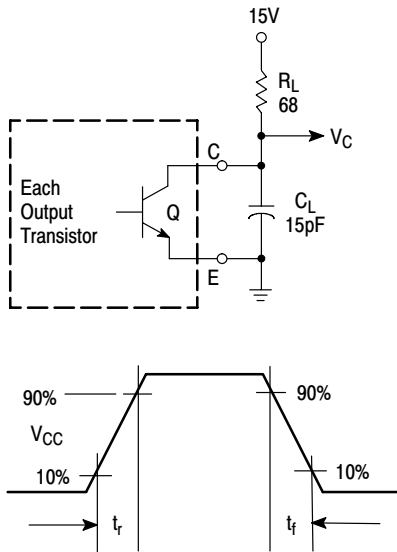 15V
R_L
68
V_C
C
Each
Output
Transistor
Q
C_L
15pF
E
90%
90%
V_CC
10%
10%
t_r
t_f